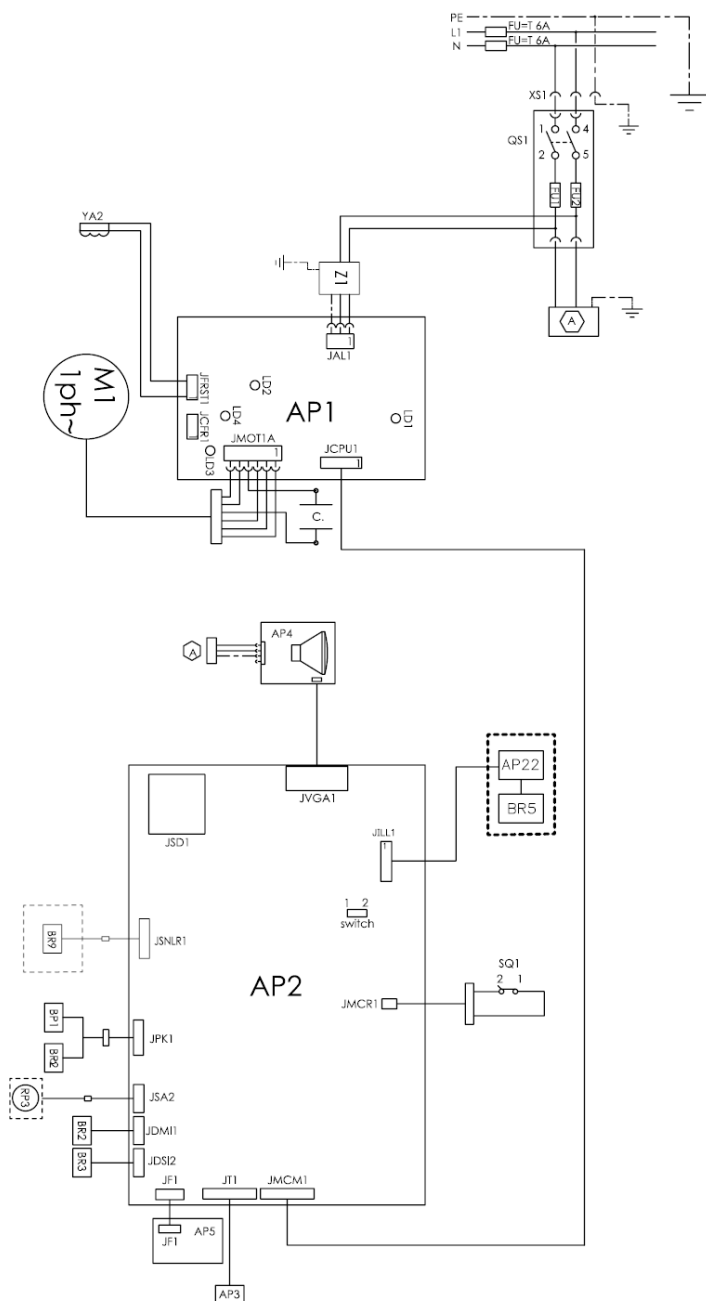 PE
L1
FU=T 6A
N
FU=T 6A
XS1
QS1
1
4
2
5
FU1
FU2
YA2
Z1
A
1
JAL1
M1
1ph~
JFRST1
LD2
AP1
LD4
LD1
JCFR1
JMOT1A
1
JCPU1
1
LD3
C.
AP4
A
AP22
BR5
JVGA1
JSD1
JILL1
1
1 2
switch
BR9
JSNLR1
SQ1
2 1
AP2
JMCR1
BP1
JPK1
BR2
RP3
JSA2
BR2
JDMI1
BR3
JDSI2
JF1
JT1
JMCM1
JF1
AP5
AP3